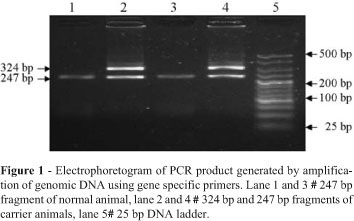 1 2 3 4 5
324 bp
247 bp
500 bp
200 bp
100 bp
25 bp
Figure 1 - Electrophoretogram of PCR product generated by amplifica-
tion of genomic DNA using gene specific primers. Lane 1 and 3 # 247 bp
fragment of normal animal, lane 2 and 4 # 324 bp and 247 bp fragments of
carrier animals, lane 5# 25 bp DNA ladder.